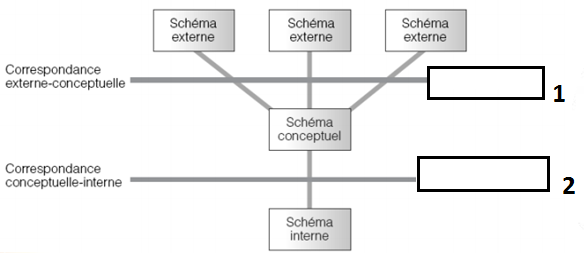 Schéma
externe
Schéma
externe
Schéma
externe
Correspondance
externe-conceptuelle
1
Schéma
conceptuel
Correspondance
conceptuelle-interne
2
Schéma
interne